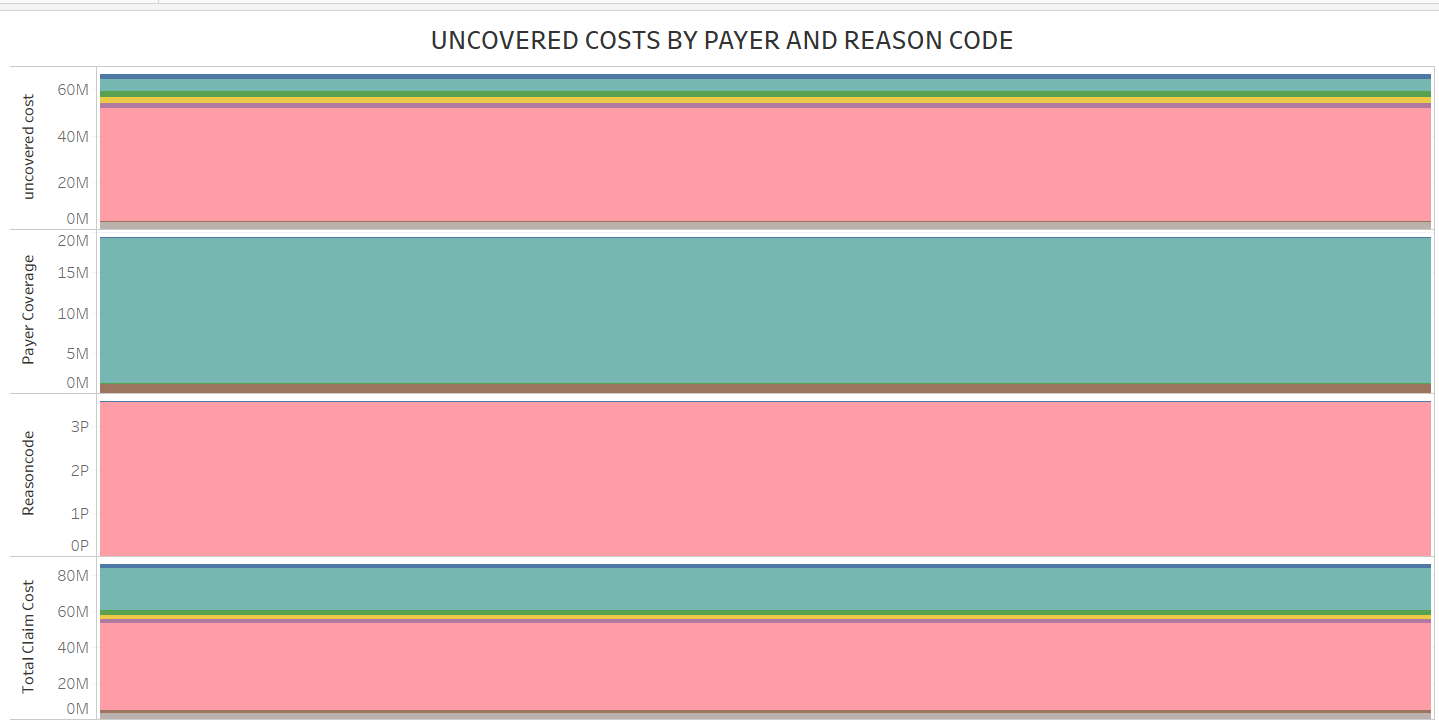 UNCOVERED COSTS BY PAYER AND REASON CODE
uncovered cost
60M
40M
20M
0M
Payer Coverage
20M
15M
10M
5M
0M
Reasoncode
3P
2P
1P
0P
Total Claim Cost
80M
60M
40M
20M
0M